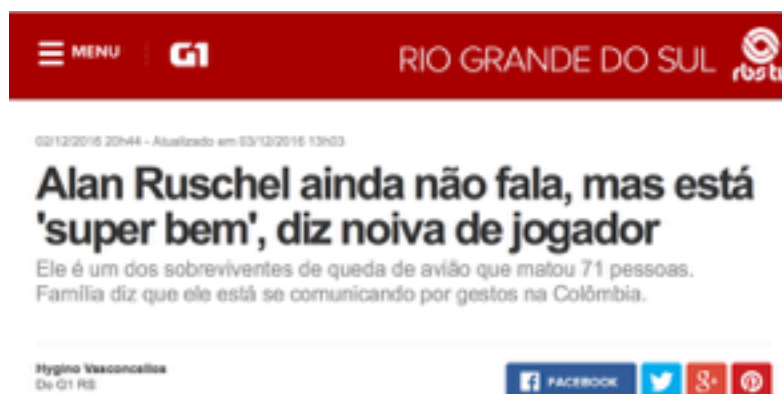 MENU G1 RIO GRANDE DO SUL rbs tv
02/12/2016 20h44 - Atualizado em 03/12/2016 13h03
Alan Ruschel ainda não fala, mas está
'super bem', diz noiva de jogador
Ele é um dos sobreviventes de queda de avião que matou 71 pessoas.
Família diz que ele está se comunicando por gestos na Colômbia.
Hygino Vasconcellos
Do G1 RS
FACEBOOK